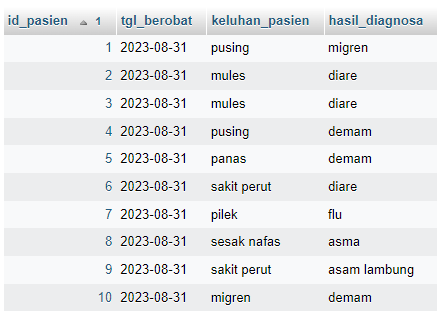 id_pasien 1 tgl_berobat keluhan_pasien hasil_diagnosa
1 2023-08-31 pusing migren
2 2023-08-31 mules diare
3 2023-08-31 mules diare
4 2023-08-31 pusing demam
5 2023-08-31 panas demam
6 2023-08-31 sakit perut diare
7 2023-08-31 pilek flu
8 2023-08-31 sesak nafas asma
9 2023-08-31 sakit perut asam lambung
10 2023-08-31 migren demam